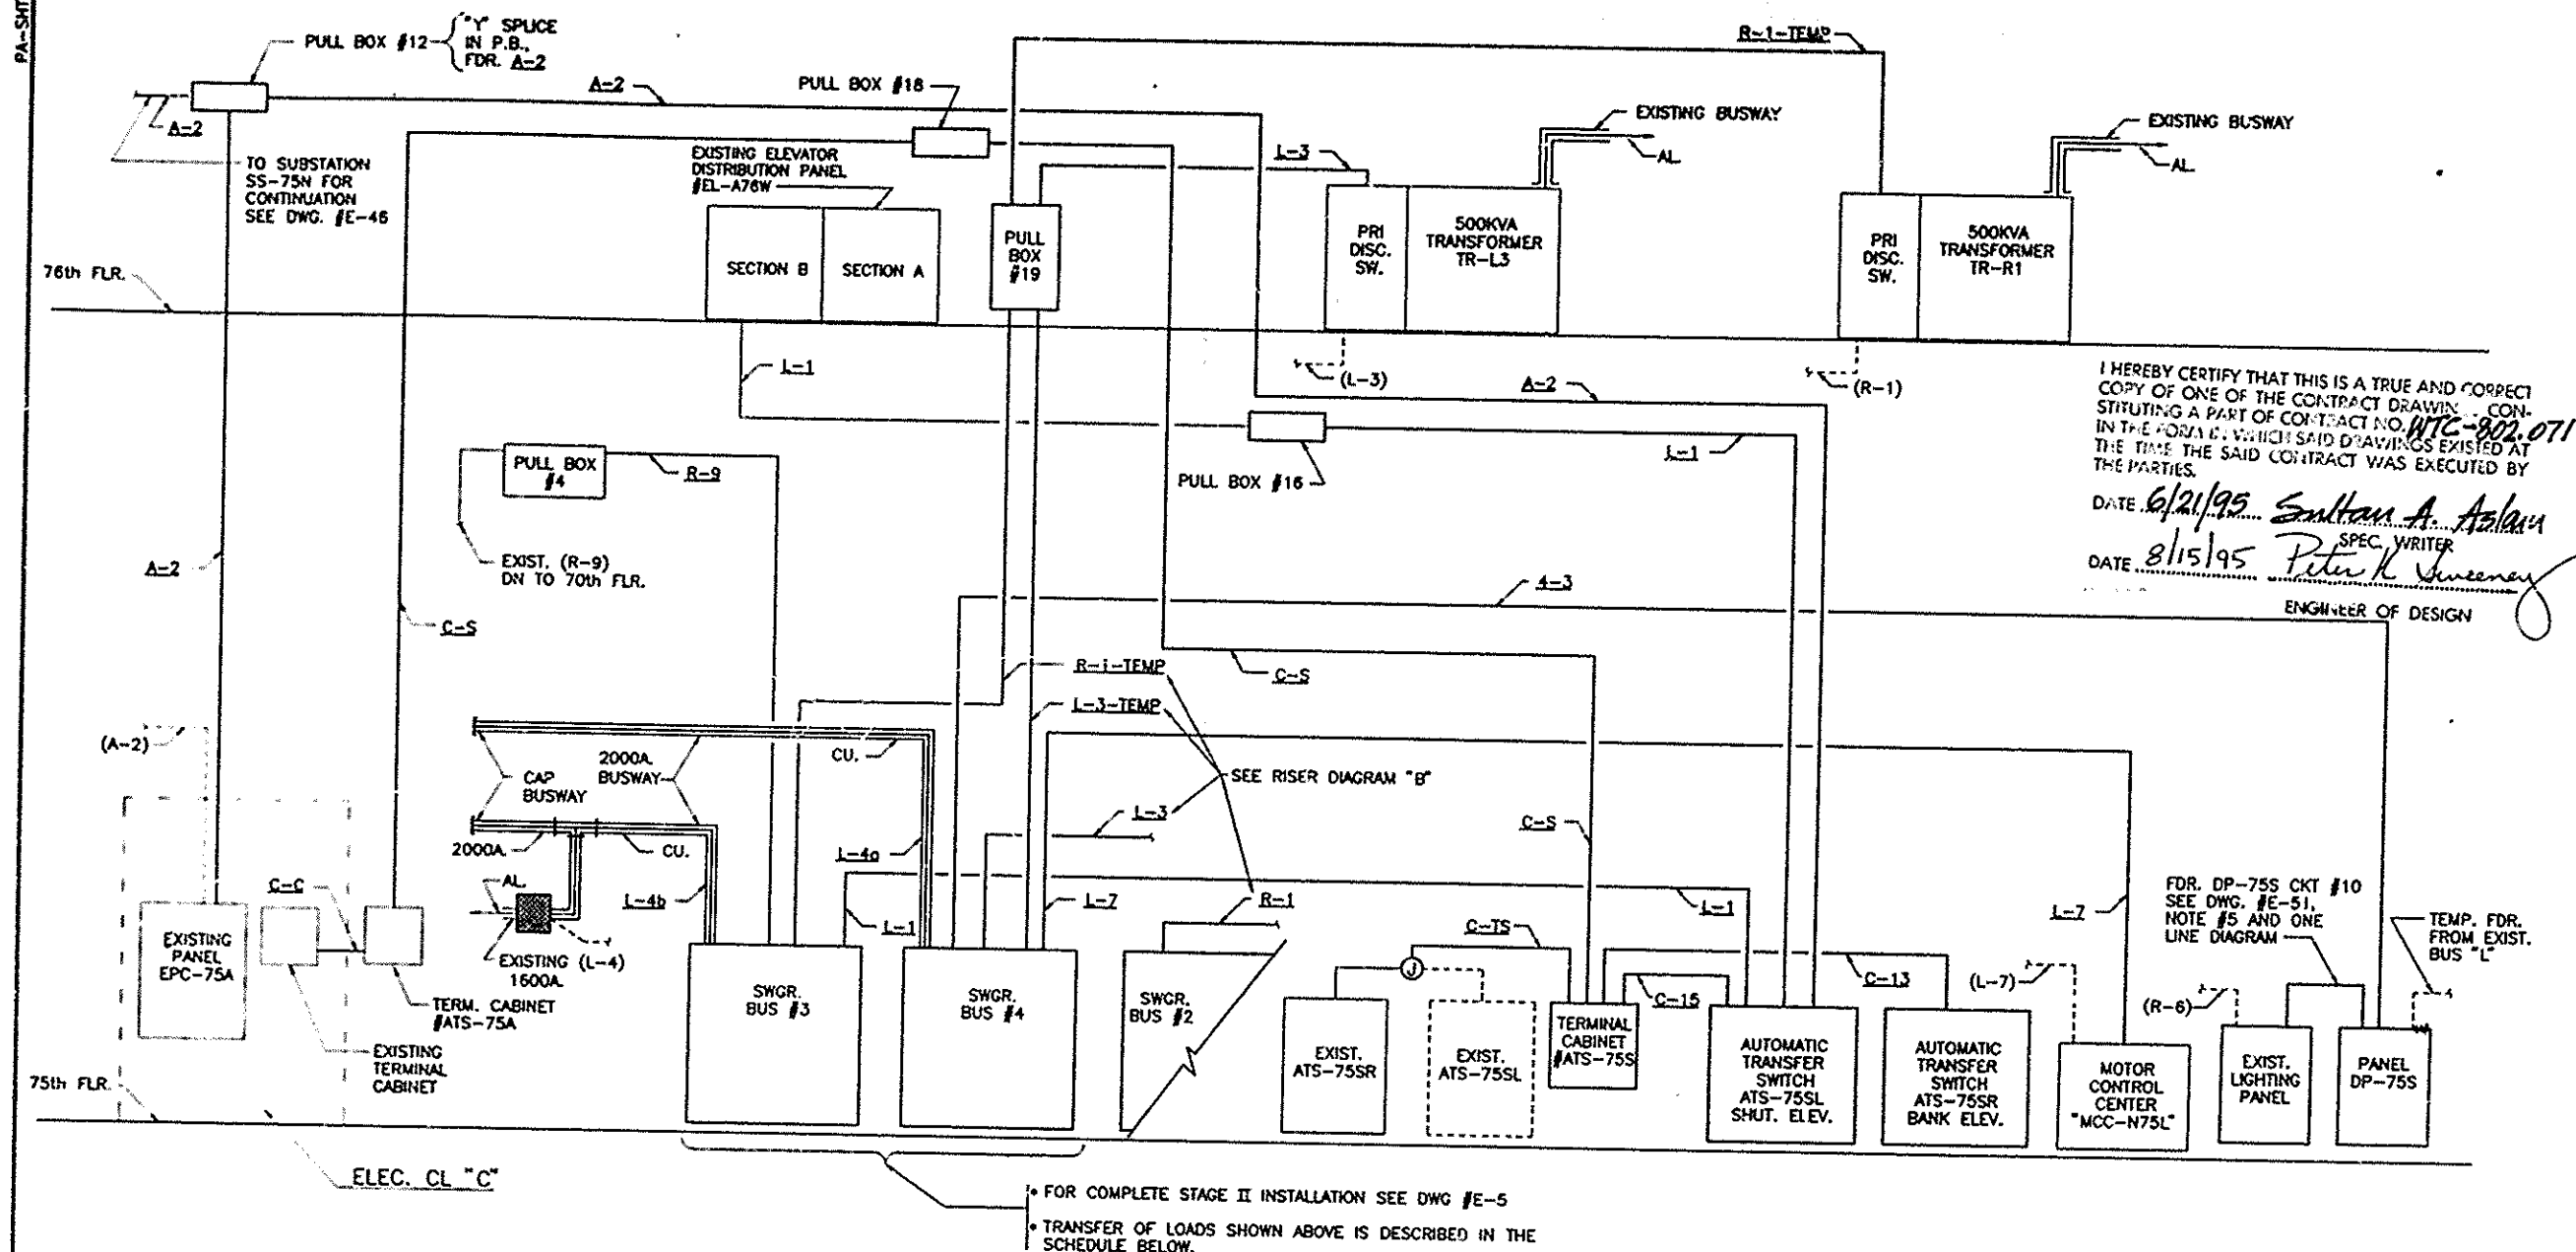 PA-SHT
PULL BOX #12
"Y" SPLICE
IN P.B.,
FDR. A-2
A-2
TO SUBSTATION
SS-75N FOR
CONTINUATION
SEE DWG. #E-46
A-2
PULL BOX #18
R-1-TEMP
EXISTING BUSWAY
AL.
EXISTING BUSWAY
AL.
EXISTING ELEVATOR
DISTRIBUTION PANEL
#EL-A76W
L-3
SECTION B
SECTION A
PULL
BOX
#19
PRI
DISC.
SW.
500KVA
TRANSFORMER
TR-L3
PRI
DISC.
SW.
500KVA
TRANSFORMER
TR-R1
76th FLR.
L-1
(L-3)
A-2
(R-1)
I HEREBY CERTIFY THAT THIS IS A TRUE AND CORRECT
COPY OF ONE OF THE CONTRACT DRAWIN CON-
STITUTING A PART OF CONTRACT NO. WTC-802.071
IN THE FORM IN WHICH SAID DRAWINGS EXISTED AT
THE TIME THE SAID CONTRACT WAS EXECUTED BY
THE PARTIES.
DATE 6/21/95 Sultan A. Aslam
SPEC. WRITER
DATE 8/15/95 Peter K Sweeney
ENGINEER OF DESIGN
PULL BOX
#4
R-9
PULL BOX #16
L-1
EXIST. (R-9)
DN TO 70th FLR.
A-2
C-S
4-3
R-1-TEMP
C-S
L-3-TEMP
(A-2)
CAP
BUSWAY
2000A.
BUSWAY
CU.
SEE RISER DIAGRAM "B"
L-3
2000A.
CU.
L-4a
C-S
C-C
AL.
L-4b
L-1
L-7
R-1
L-1
C-TS
C-13
C-15
L-7
FDR. DP-75S CKT #10
SEE DWG. #E-51,
NOTE #5 AND ONE
LINE DIAGRAM
TEMP. FDR.
FROM EXIST.
BUS "L"
EXISTING
PANEL
EPC-75A
EXISTING (L-4)
1600A.
TERM. CABINET
#ATS-75A
EXISTING
TERMINAL
CABINET
SWGR.
BUS #3
SWGR.
BUS #4
SWGR.
BUS #2
J
EXIST.
ATS-75SR
EXIST.
ATS-75SL
TERMINAL
CABINET
#ATS-75S
AUTOMATIC
TRANSFER
SWITCH
ATS-75SL
SHUT. ELEV.
AUTOMATIC
TRANSFER
SWITCH
ATS-75SR
BANK ELEV.
(L-7)
MOTOR
CONTROL
CENTER
"MCC-N75L"
(R-6)
EXIST.
LIGHTING
PANEL
PANEL
DP-75S
75th FLR.
ELEC. CL "C"
• FOR COMPLETE STAGE II INSTALLATION SEE DWG #E-5
• TRANSFER OF LOADS SHOWN ABOVE IS DESCRIBED IN THE
SCHEDULE BELOW.